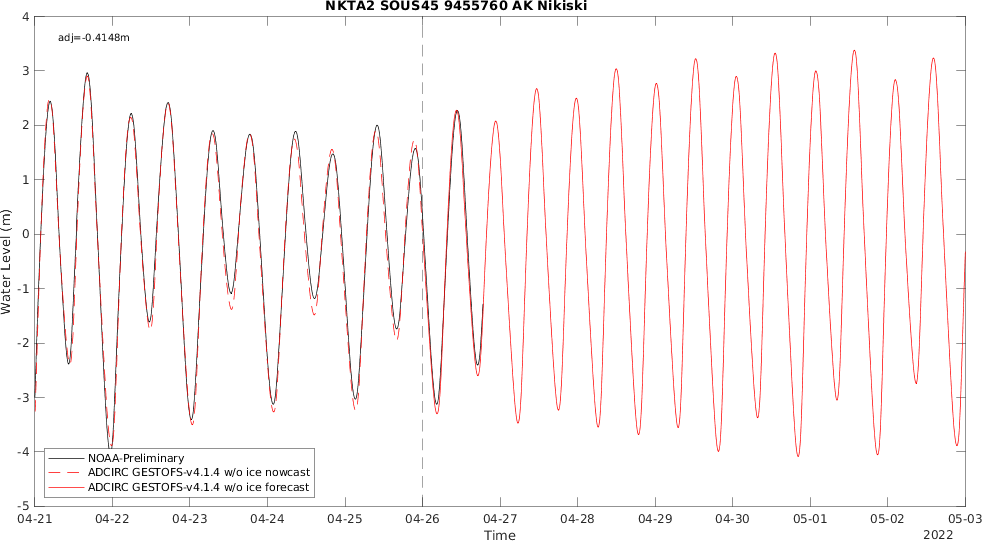 NKTA2 SOUS45 9455760 AK Nikiski
adj=-0.4148m
4
3
2
1
0
-1
-2
-3
-4
-5
Water Level (m)
NOAA-Preliminary
ADCIRC GESTOFS-v4.1.4 w/o ice nowcast
ADCIRC GESTOFS-v4.1.4 w/o ice forecast
04-21 04-22 04-23 04-24 04-25 04-26 04-27 04-28 04-29 04-30 05-01 05-02 05-03
Time
2022